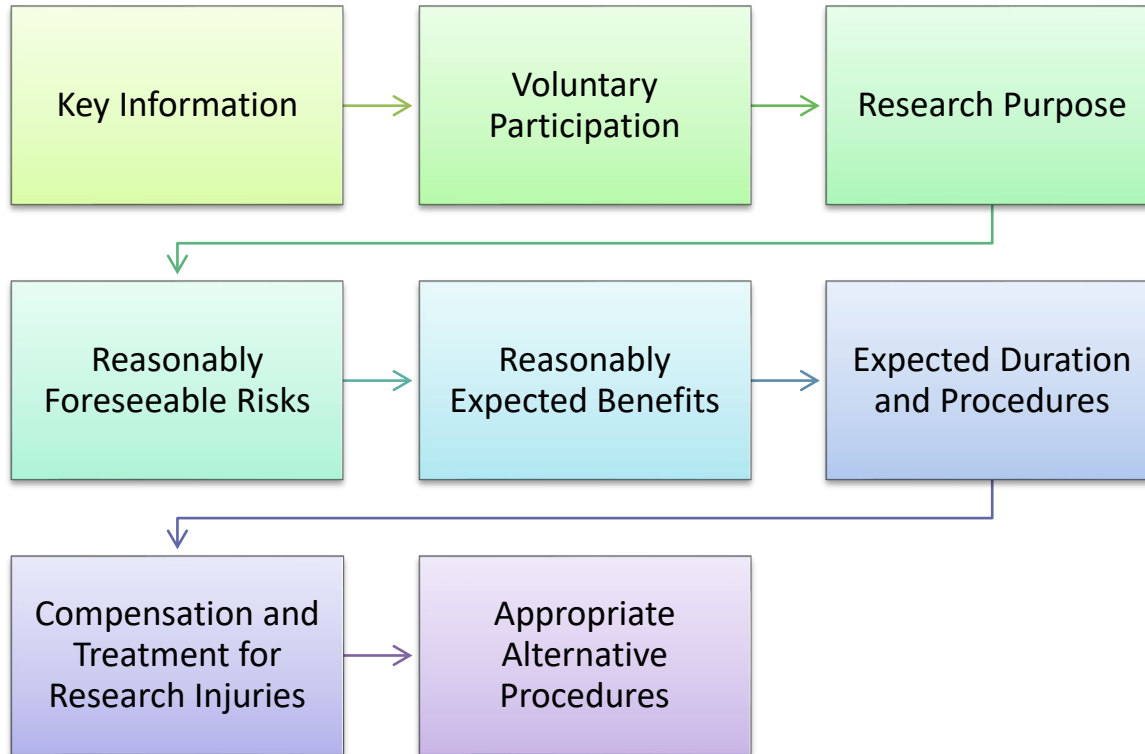 Key Information
Voluntary
Participation
Research Purpose
Reasonably
Foreseeable Risks
Reasonably
Expected Benefits
Expected Duration
and Procedures
Compensation and
Treatment for
Research Injuries
Appropriate
Alternative
Procedures